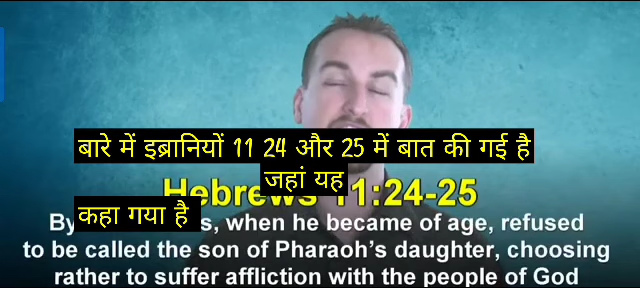 बारे में इब्रानियों 11 24 और 25 में बात की गई है
जहां यह
Hebrews 11:24-25
कहा गया है
By s, when he became of age, refused
to be called the son of Pharaoh's daughter, choosing
rather to suffer affliction with the people of God